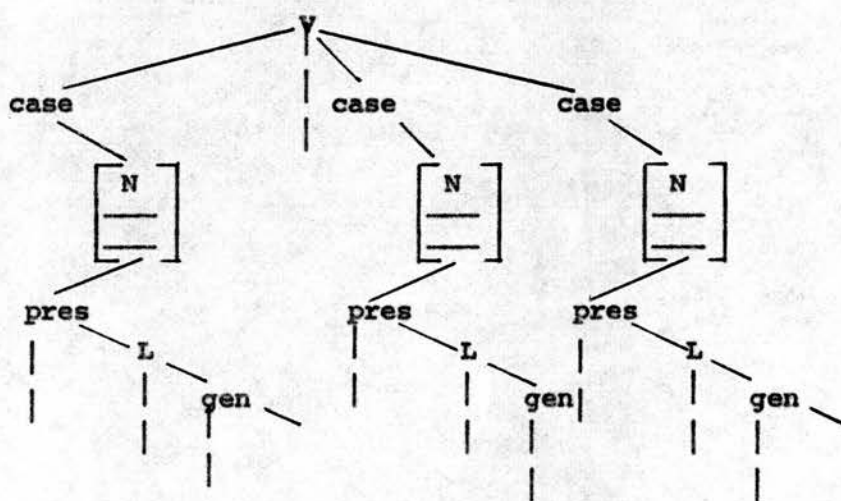 V
case case case
N N N
pres pres pres
L L L
gen gen gen